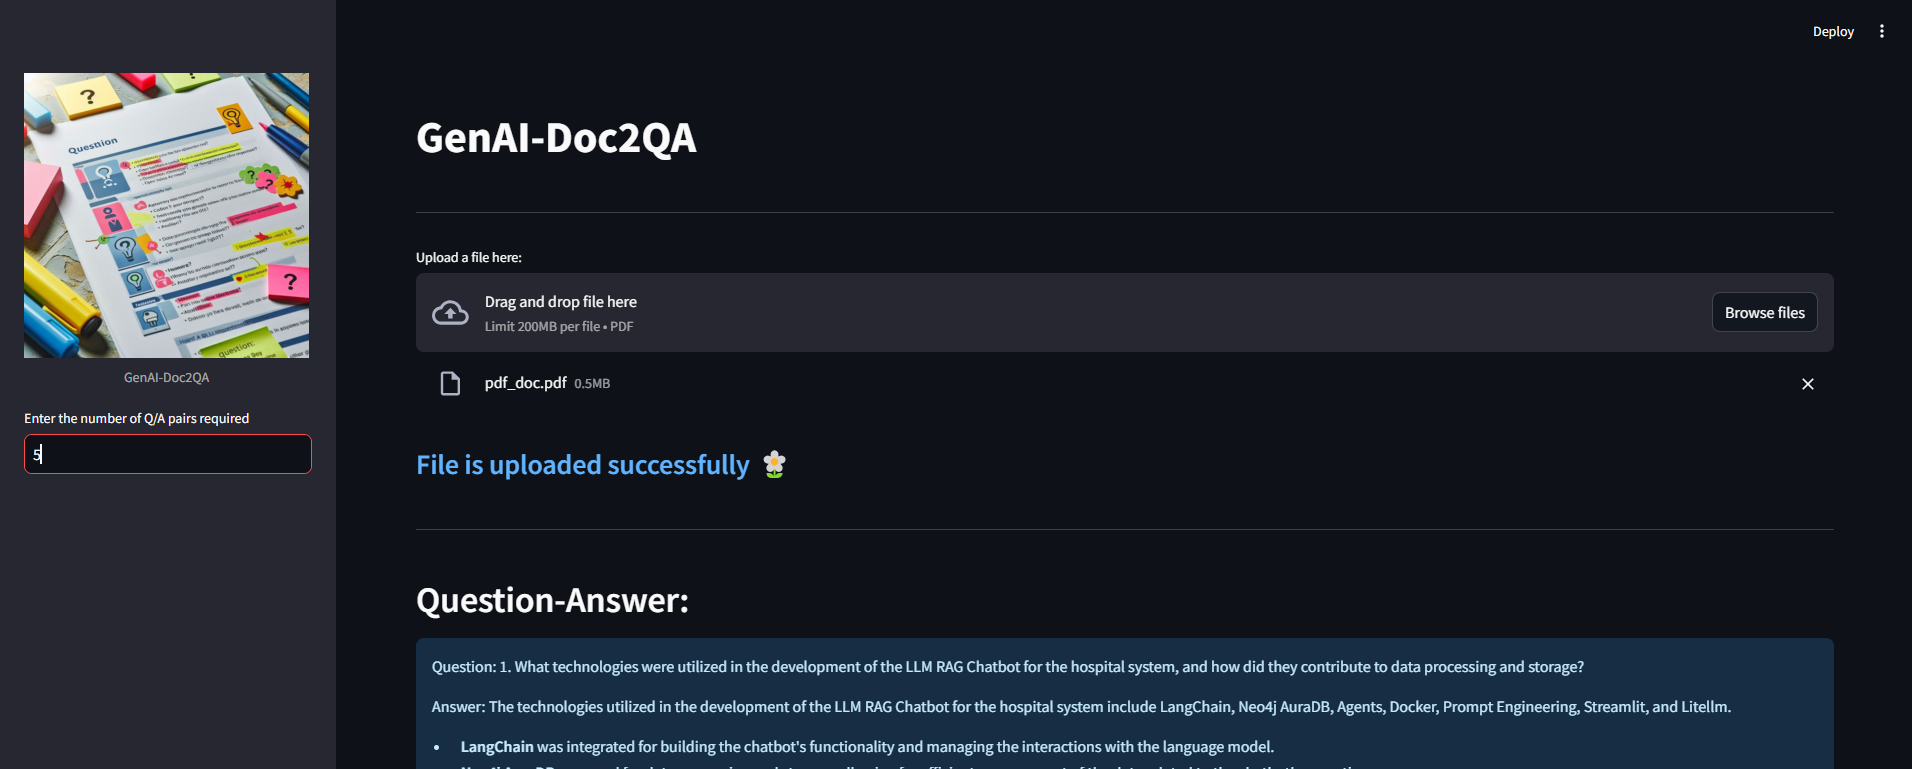 Deploy
?
Question
?
question:
GenAI-Doc2QA
Enter the number of Q/A pairs required
5
GenAI-Doc2QA
Upload a file here:
Drag and drop file here
Limit 200MB per file • PDF
Browse files
pdf_doc.pdf 0.5MB
File is uploaded successfully
Question-Answer:
Question: 1. What technologies were utilized in the development of the LLM RAG Chatbot for the hospital system, and how did they contribute to data processing and storage?
Answer: The technologies utilized in the development of the LLM RAG Chatbot for the hospital system include LangChain, Neo4j AuraDB, Agents, Docker, Prompt Engineering, Streamlit, and Litellm.
• LangChain was integrated for building the chatbot's functionality and managing the interactions with the language model.